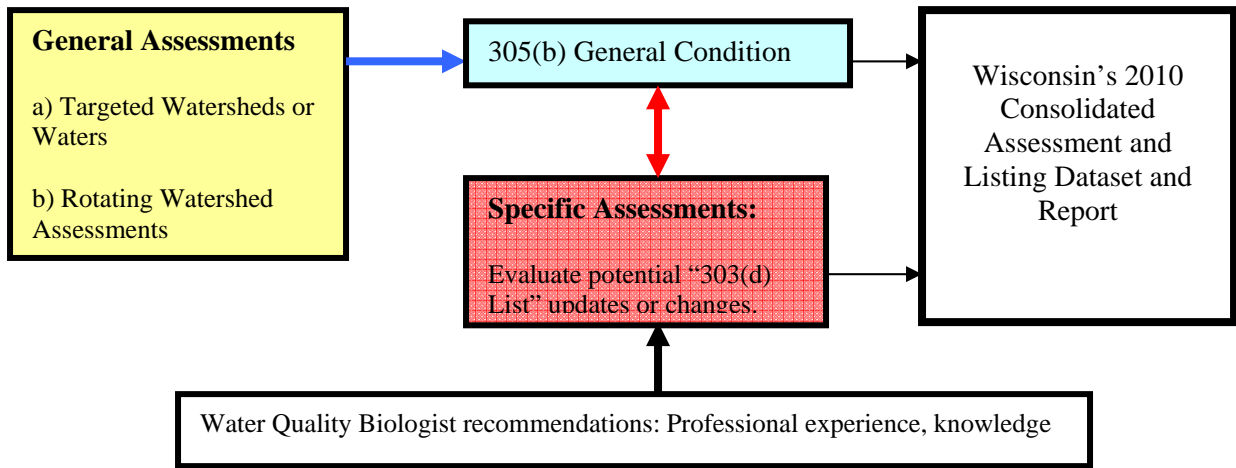 General Assessments
a) Targeted Watersheds or
Waters
b) Rotating Watershed
Assessments
305(b) General Condition
Specific Assessments:
Evaluate potential “303(d)
List” updates or changes.
Wisconsin’s 2010
Consolidated
Assessment and
Listing Dataset and
Report
Water Quality Biologist recommendations: Professional experience, knowledge